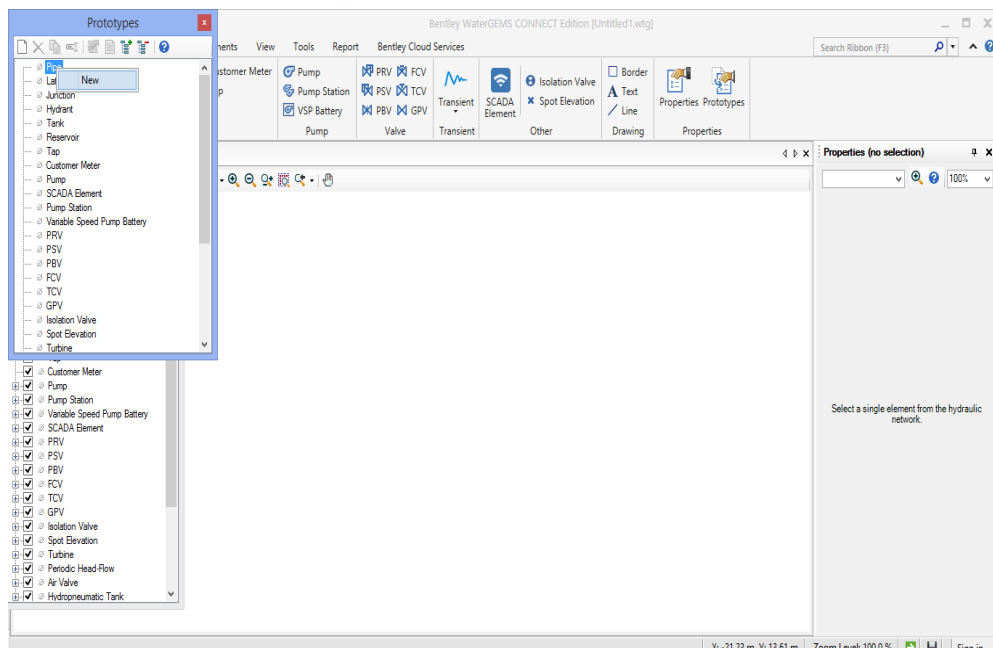 Prototypes
x
Bentley WaterGEMS CONNECT Edition [Untitled1.wtg]
View Tools Report Bentley Cloud Services
Search Ribbon (F3)
Pipe
New
Junction
Hydrant
Tank
Reservoir
Tap
Customer Meter
Pump
SCADA Element
Pump Station
Variable Speed Pump Battery
PRV
PSV
PBV
FCV
TCV
GPV
Isolation Valve
Spot Elevation
Turbine
Meter
Pump
Pump Station
VSP Battery
Pump
PRV FCV
PSV TCV
PBV GPV
Valve
Transient
Transient
SCADA
Element
Isolation Valve
Spot Elevation
Other
Border
A Text
Line
Drawing
Properties Prototypes
Properties
Customer Meter
Pump
Pump Station
Variable Speed Pump Battery
SCADA Element
PRV
PSV
PBV
FCV
TCV
GPV
Isolation Valve
Spot Elevation
Turbine
Periodic Head-Flow
Air Valve
Hydropneumatic Tank
Properties (no selection)
100%
Select a single element from the hydraulic
network.
X: -21.23 m, Y: 13.61 m Zoom Level: 100.0 % Sign in